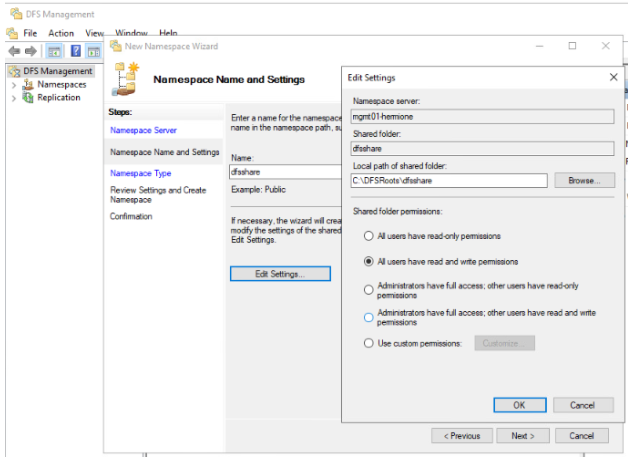 DFS Management
File Action View Window Help
New Namespace Wizard
DFS Management
Namespaces
Replication
Namespace Name and Settings
Steps:
Namespace Server
Namespace Name and Settings
Namespace Type
Review Settings and Create
Namespace
Confirmation
Enter a name for the namespace
name in the namespace path, su
Name:
dfsshare
Example: Public
If necessary, the wizard will crea
modify the settings of the shared
Edit Settings.
Edit Settings...
Edit Settings
Namespace server:
mgmt01-hermione
Shared folder:
dfsshare
Local path of shared folder:
C:\DFSRoots\dfsshare
Browse...
Shared folder permissions:
All users have read-only permissions
All users have read and write permissions
Administrators have full access; other users have read-only
permissions
Administrators have full access; other users have read and write
permissions
Use custom permissions:
Customize...
OK
Cancel
< Previous
Next >
Cancel